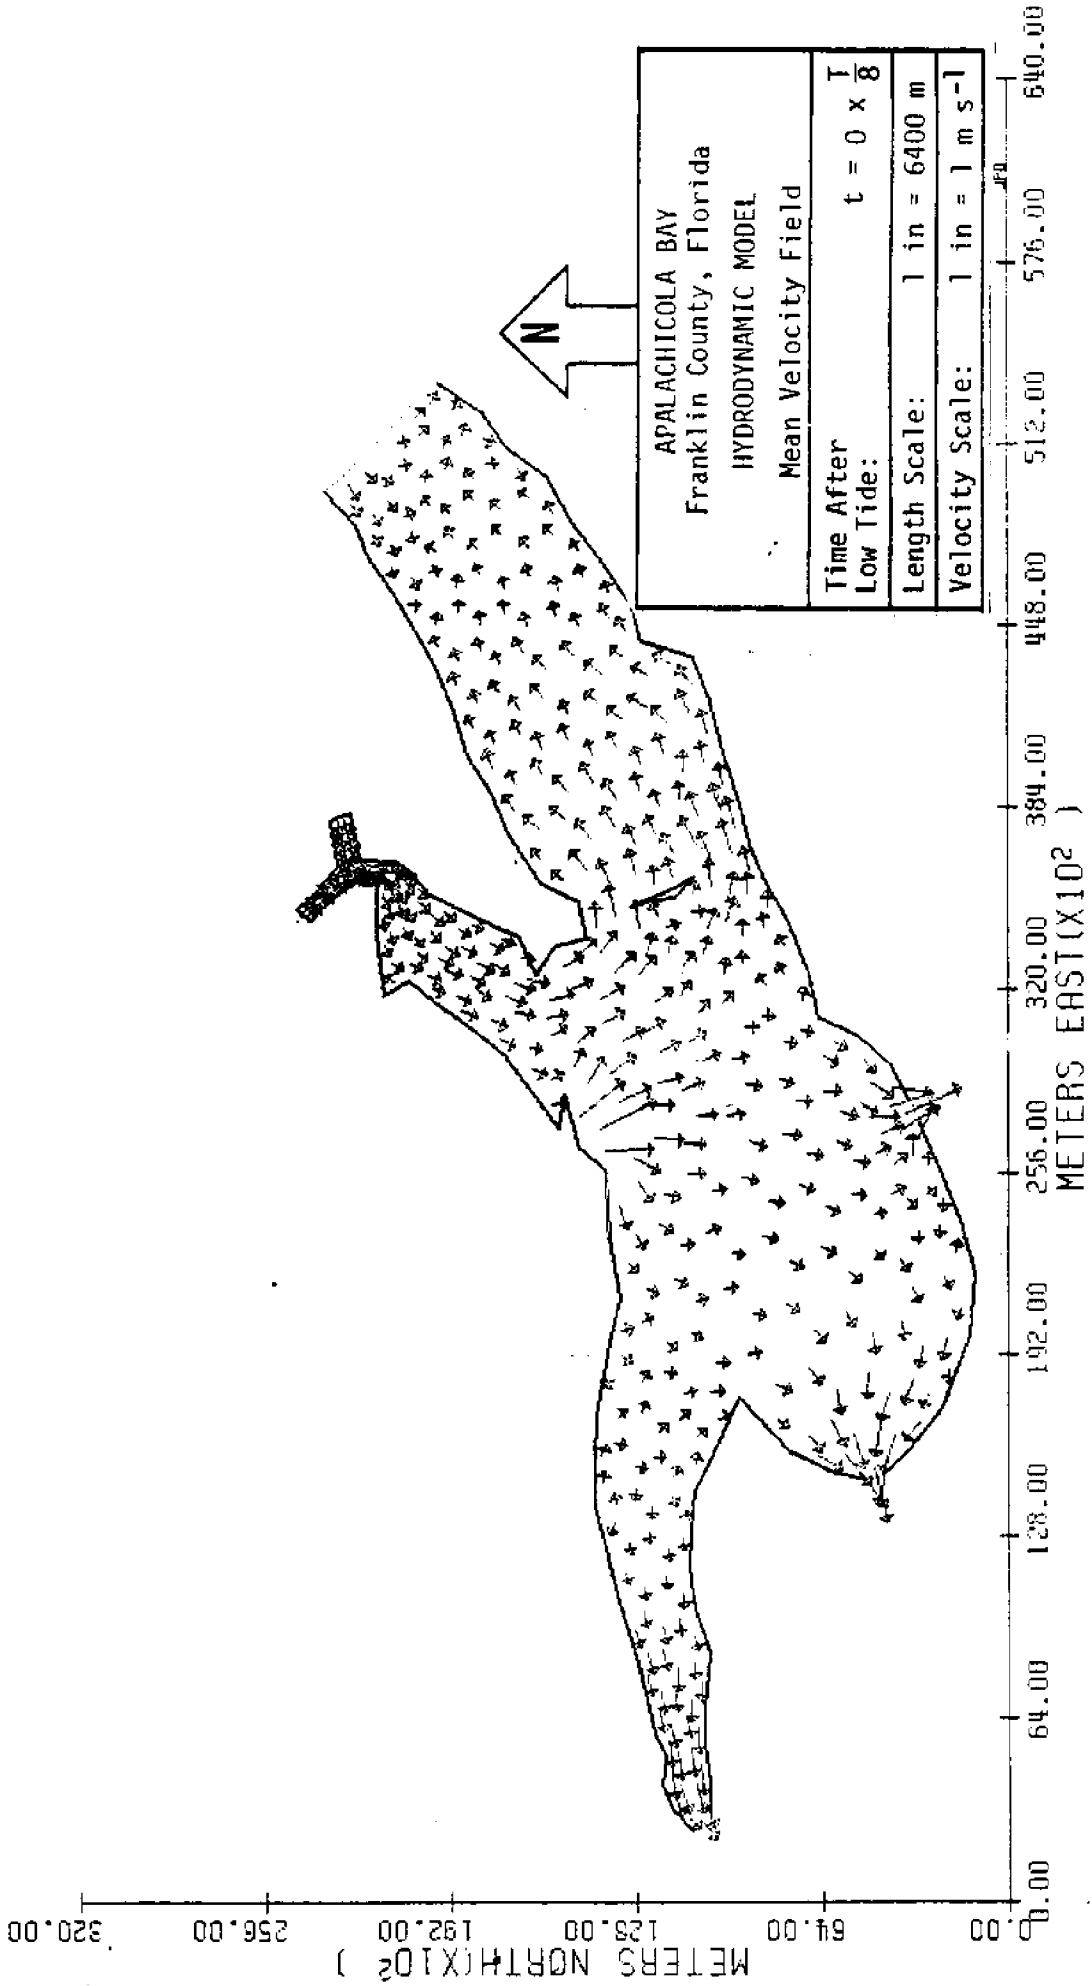 N
APALACHICOLA BAY
Franklin County, Florida
HYDRODYNAMIC MODEL
Mean Velocity Field
Time After
Low Tide: t = 0 x T/8
Length Scale: 1 in = 6400 m
Velocity Scale: 1 in = 1 m s-1
320.00
256.00
192.00
128.00
64.00
0.00
METERS NORTH(X10²)
0.00 64.00 128.00 192.00 256.00 320.00 384.00 448.00 512.00 576.00 640.00
METERS EAST(X10²)